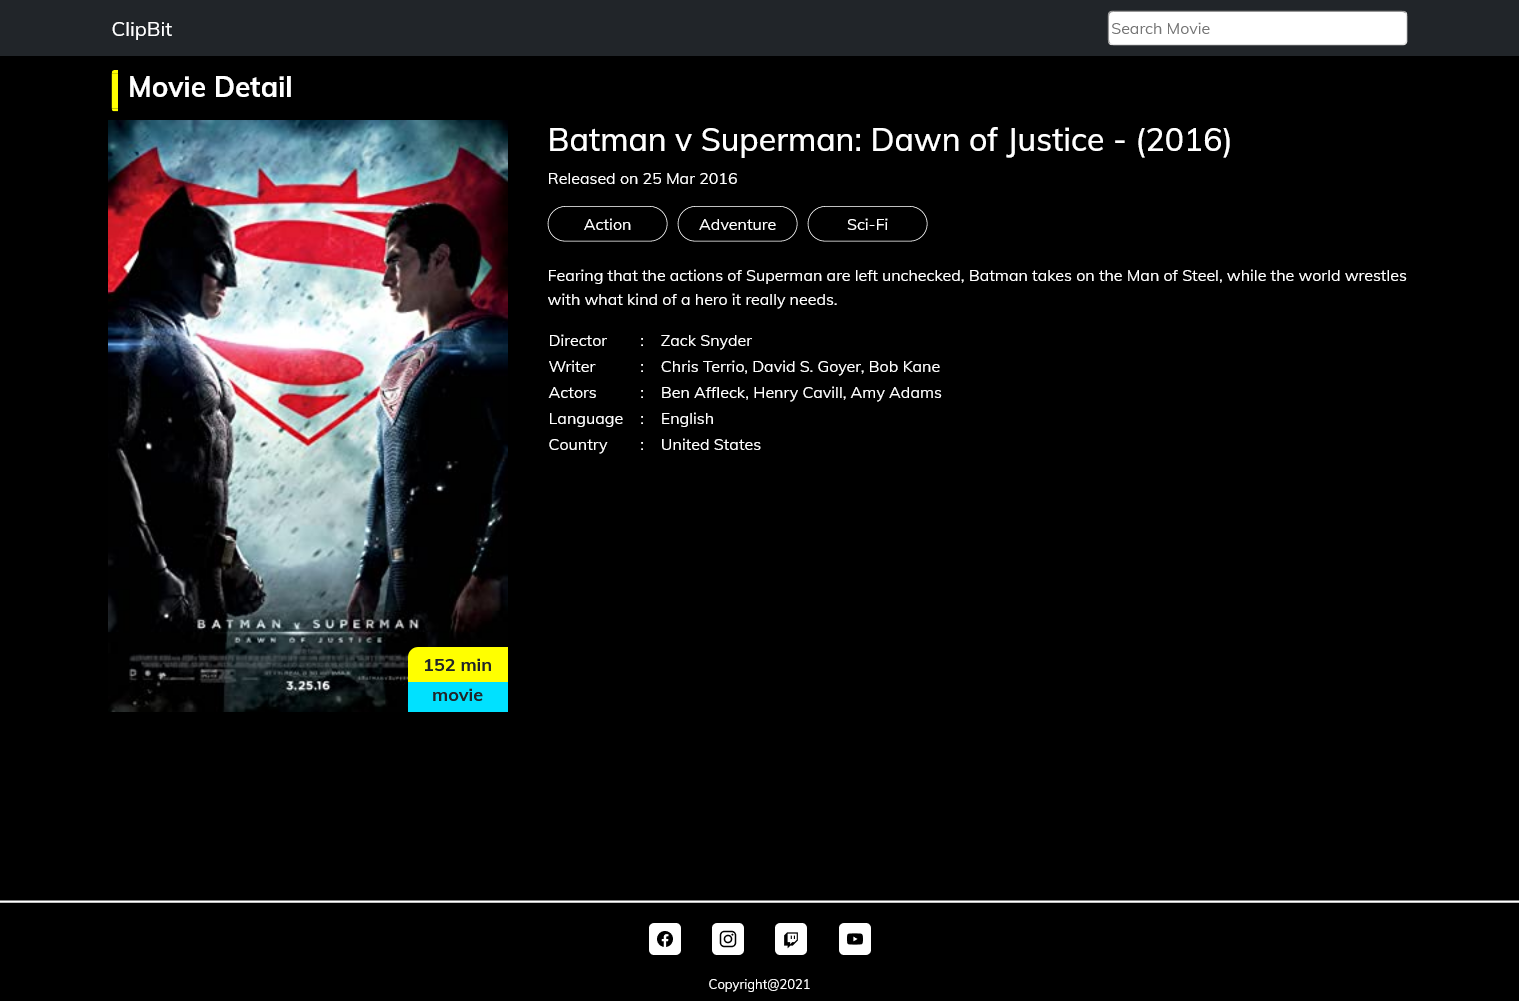 ClipBit
Search Movie
Movie Detail
Batman v Superman: Dawn of Justice - (2016)
Released on 25 Mar 2016
Action Adventure Sci-Fi
Fearing that the actions of Superman are left unchecked, Batman takes on the Man of Steel, while the world wrestles
with what kind of a hero it really needs.
Director : Zack Snyder
Writer : Chris Terrio, David S. Goyer, Bob Kane
Actors : Ben Affleck, Henry Cavill, Amy Adams
Language : English
Country : United States
BATMAN v SUPERMAN
DAWN OF JUSTICE
3.25.16
152 min
movie
Copyright@2021